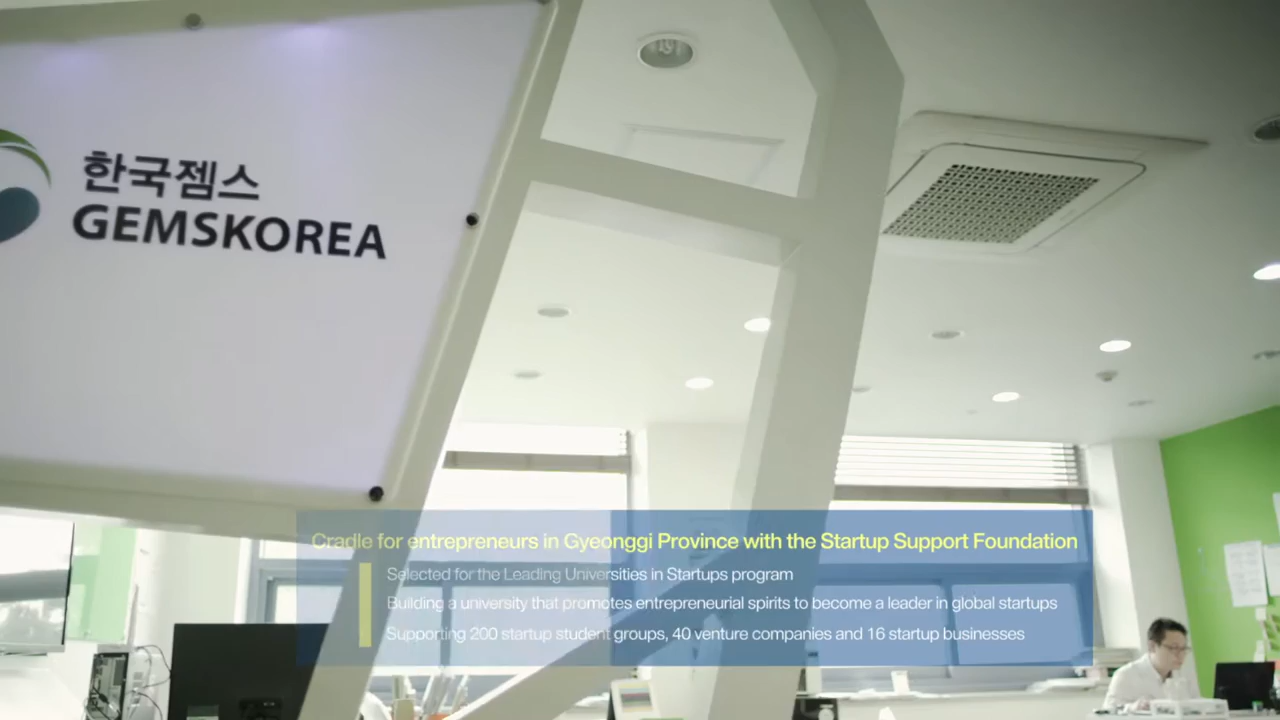 한국젬스
GEMSKOREA
Cradle for entrepreneurs in Gyeonggi Province with the Startup Support Foundation
Selected for the Leading Universities in Startups program
Building a university that promotes entrepreneurial spirits to become a leader in global startups
Supporting 200 startup student groups, 40 venture companies and 16 startup businesses